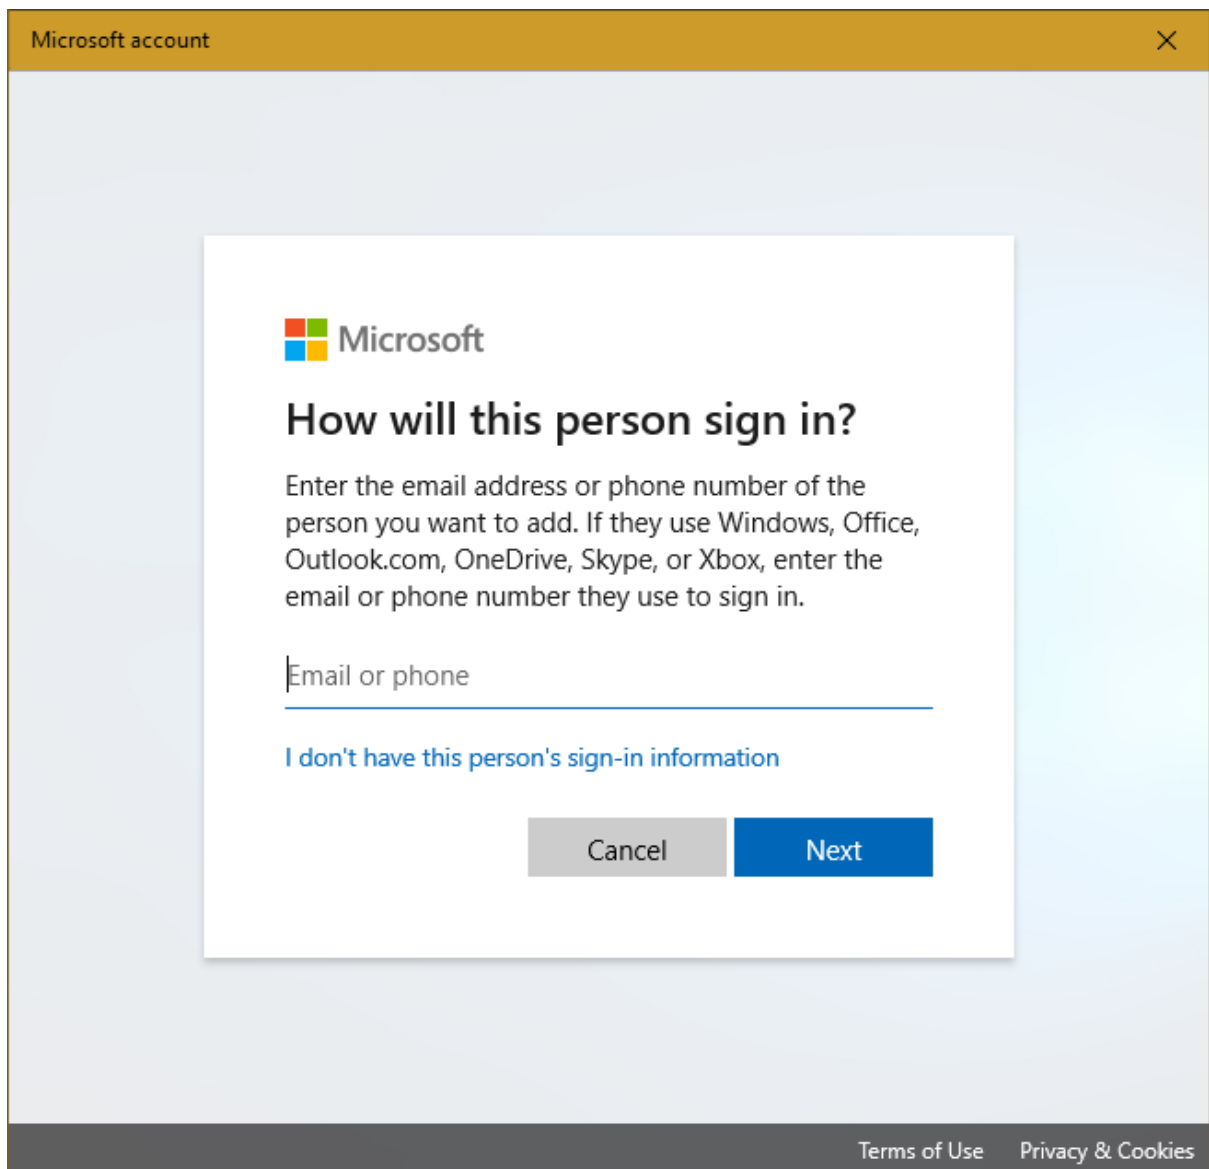 Microsoft account
Microsoft
How will this person sign in?
Enter the email address or phone number of the
person you want to add. If they use Windows, Office,
Outlook.com, OneDrive, Skype, or Xbox, enter the
email or phone number they use to sign in.
Email or phone
I don't have this person's sign-in information
Cancel Next
Terms of Use Privacy & Cookies